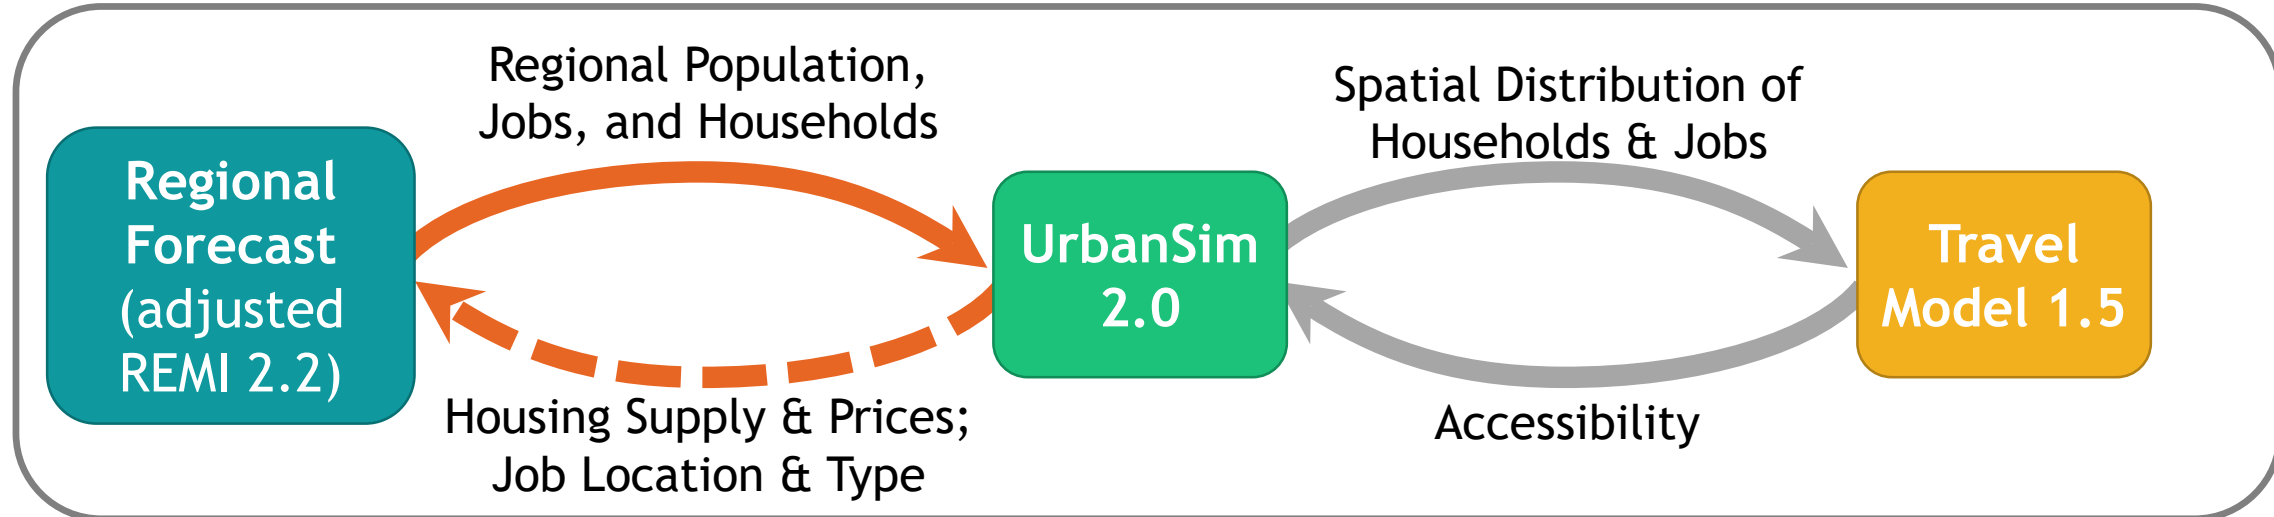 Regional Population,
Jobs, and Households
Spatial Distribution of
Households & Jobs
Regional
Forecast
(adjusted
REMI 2.2)
UrbanSim
2.0
Travel
Model 1.5
Housing Supply & Prices;
Job Location & Type
Accessibility